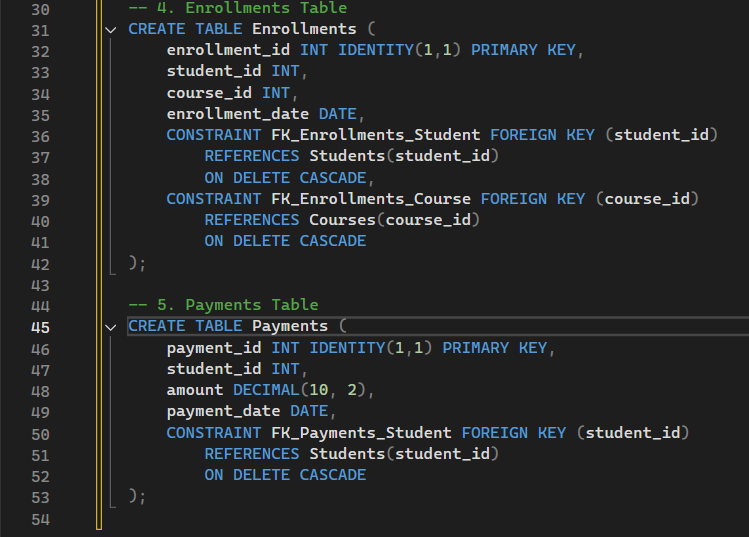 30 -- 4. Enrollments Table
31 CREATE TABLE Enrollments (
32 enrollment_id INT IDENTITY(1,1) PRIMARY KEY,
33 student_id INT,
34 course_id INT,
35 enrollment_date DATE,
36 CONSTRAINT FK_Enrollments_Student FOREIGN KEY (student_id)
37 REFERENCES Students(student_id)
38 ON DELETE CASCADE,
39 CONSTRAINT FK_Enrollments_Course FOREIGN KEY (course_id)
40 REFERENCES Courses(course_id)
41 ON DELETE CASCADE
42 );
43
44 -- 5. Payments Table
45 CREATE TABLE Payments (
46 payment_id INT IDENTITY(1,1) PRIMARY KEY,
47 student_id INT,
48 amount DECIMAL(10, 2),
49 payment_date DATE,
50 CONSTRAINT FK_Payments_Student FOREIGN KEY (student_id)
51 REFERENCES Students(student_id)
52 ON DELETE CASCADE
53 );
54